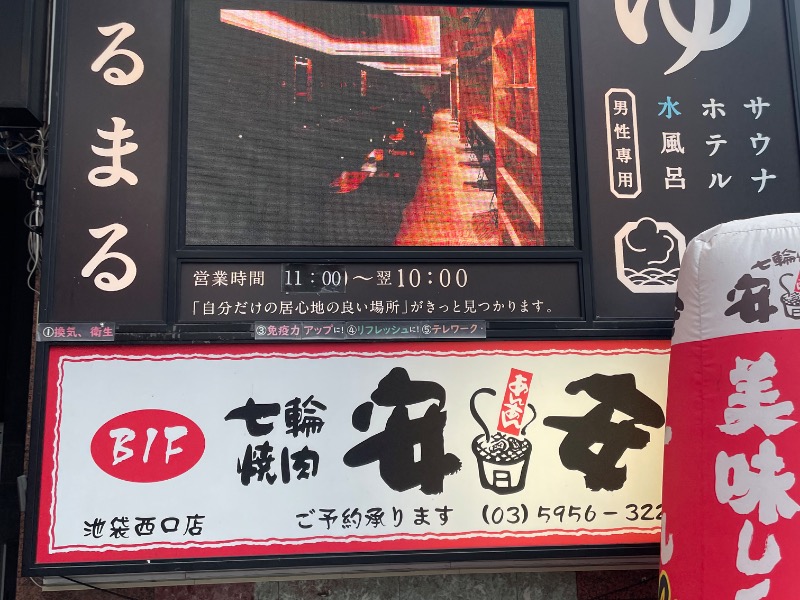 るまる
ゆ
サウナ
ホテル
水風呂
男性専用
営業時間 11:00〜翌10:00
「自分だけの居心地の良い場所」がきっと見つかります。
①換気、衛生
③免疫力アップに!④リフレッシュに!⑤テレワーク
B1F
七輪
焼肉
安安
あんあん
池袋西口店
ご予約承ります (03)5956-322
七輪
安
美味し